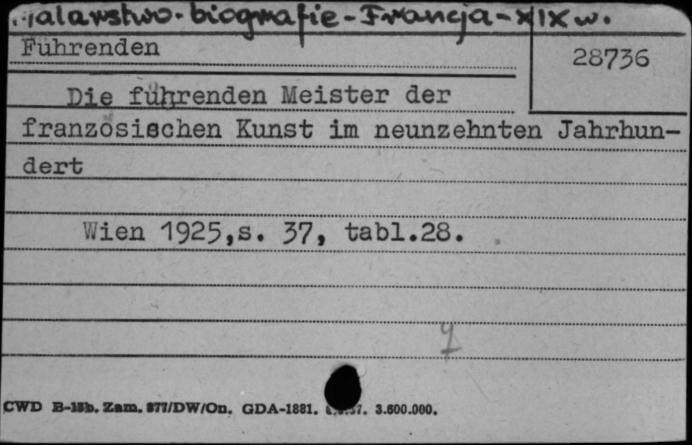 Malarstwo-biografie-Francja-XIX w.
Führenden
28736
Die führenden Meister der
französischen Kunst im neunzehnten Jahrhun-
dert
Wien 1925,s. 37, tabl.28.
CWD B-15b. Zam. 877/DW/On. GDA-1881. 3.600.000.